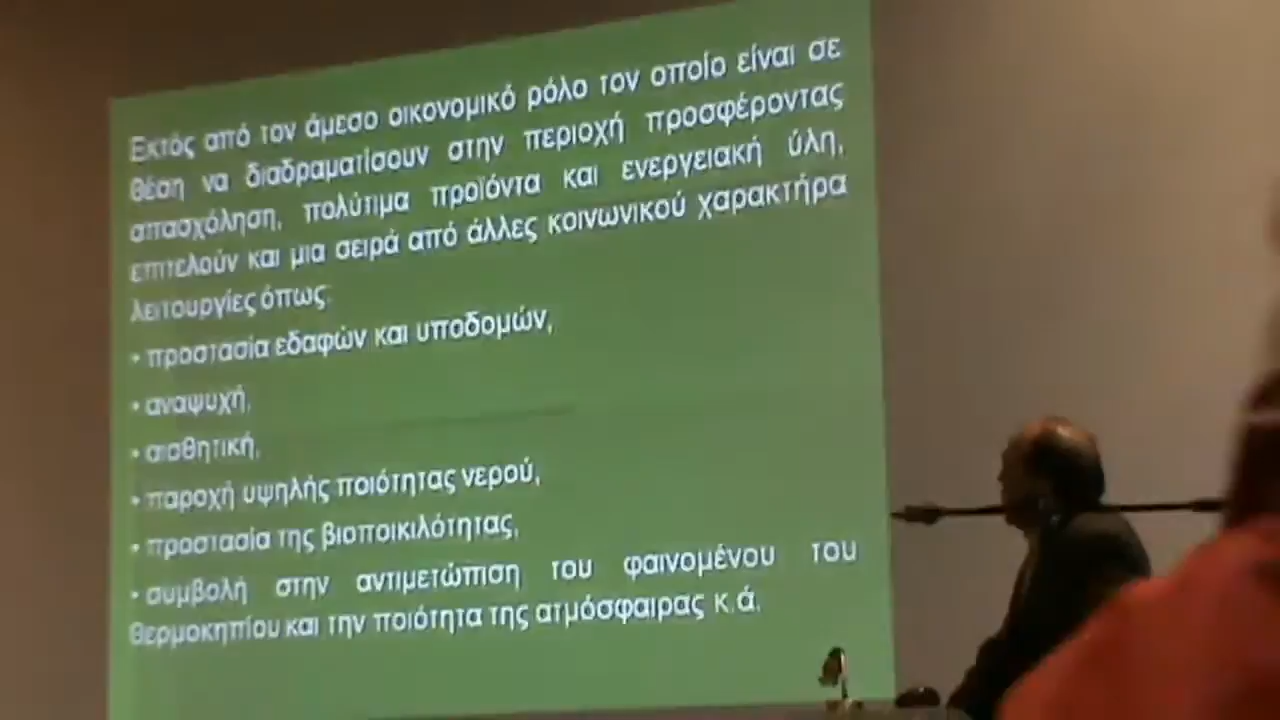 Εκτός από τον άμεσο οικονομικό ρόλο τον οποίο είναι σε
θέση να διαδραματίσουν στην περιοχή προσφέροντας
απασχόληση, πολύτιμα προϊόντα και ενεργειακή ύλη,
επιτελούν και μια σειρά από άλλες κοινωνικού χαρακτήρα
λειτουργίες όπως:
• προστασία εδαφών και υποδομών,
• αναψυχή,
• αισθητική,
• παροχή υψηλής ποιότητας νερού,
• προστασία της βιοποικιλότητας,
• συμβολή στην αντιμετώπιση του φαινομένου του
θερμοκηπίου και την ποιότητα της ατμόσφαιρας κ.ά.